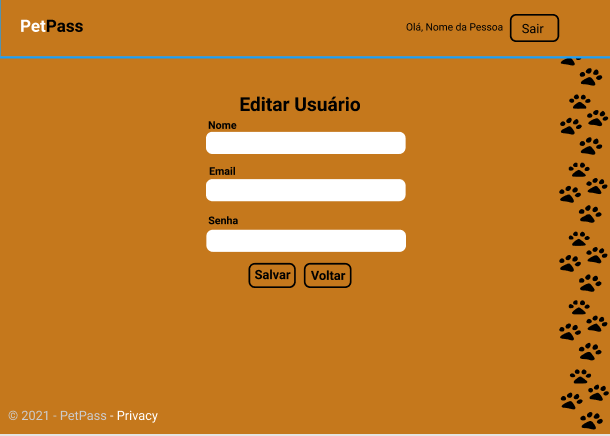 PetPass
Olá, Nome da Pessoa
Sair
Editar Usuário
Nome
Email
Senha
Salvar
Voltar
© 2021 - PetPass - Privacy